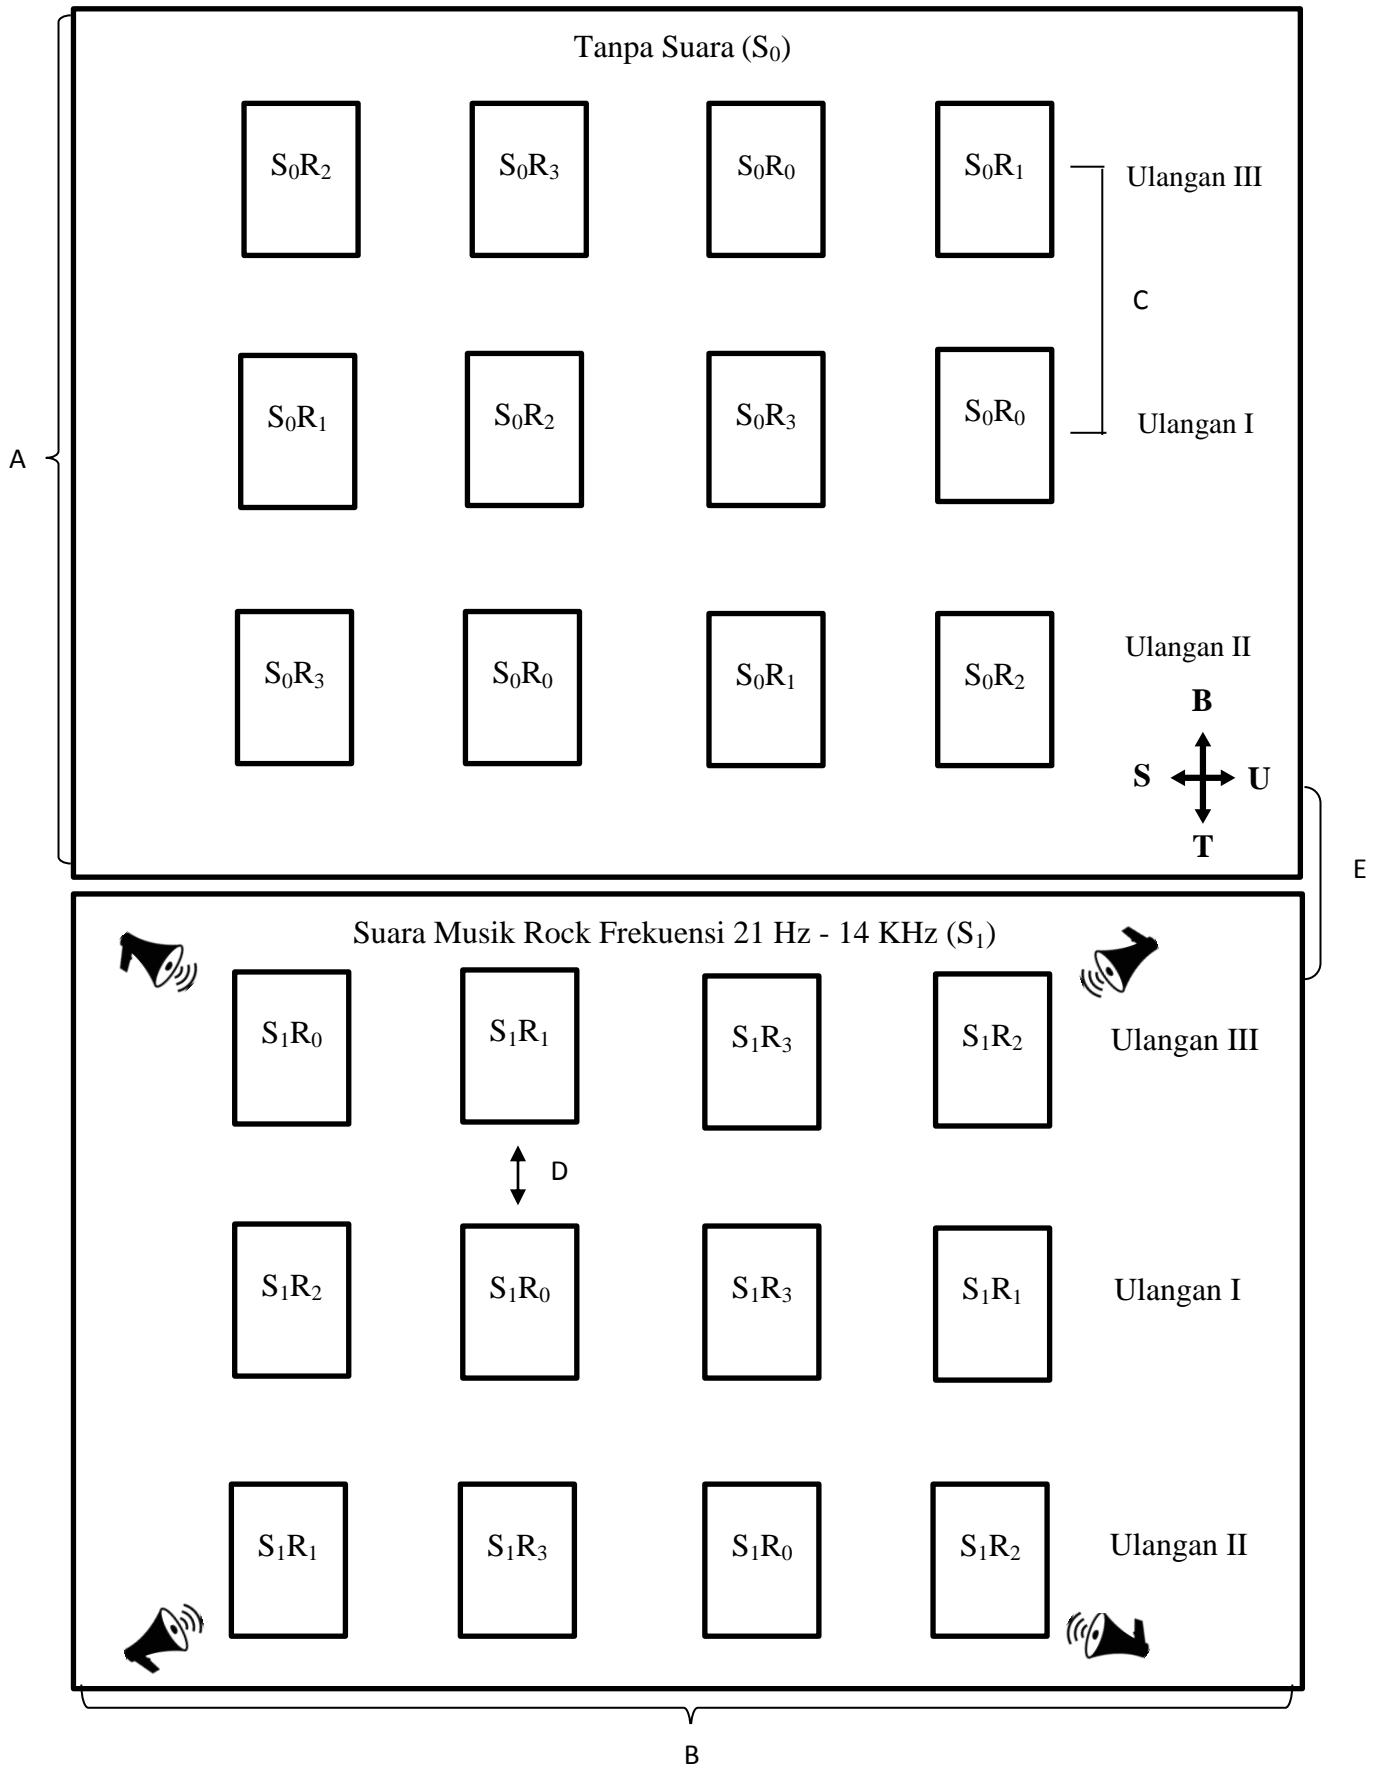 Tanpa Suara (S₀)
S₀R₂ S₀R₃ S₀R₀ S₀R₁ Ulangan III
C
S₀R₁ S₀R₂ S₀R₃ S₀R₀ Ulangan I
A
Ulangan II
S₀R₃ S₀R₀ S₀R₁ S₀R₂
B
S U
T
E
Suara Musik Rock Frekuensi 21 Hz - 14 KHz (S₁)
S₁R₀ S₁R₁ S₁R₃ S₁R₂ Ulangan III
D
S₁R₂ S₁R₀ S₁R₃ S₁R₁ Ulangan I
S₁R₁ S₁R₃ S₁R₀ S₁R₂ Ulangan II
B